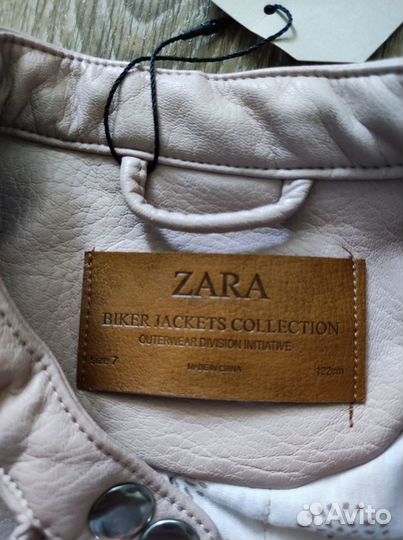 ZARA
BIKER JACKETS COLLECTION
OUTERWEAR DIVISION INITIATIVE
size 7 MADE IN CHINA 122cm
Avito